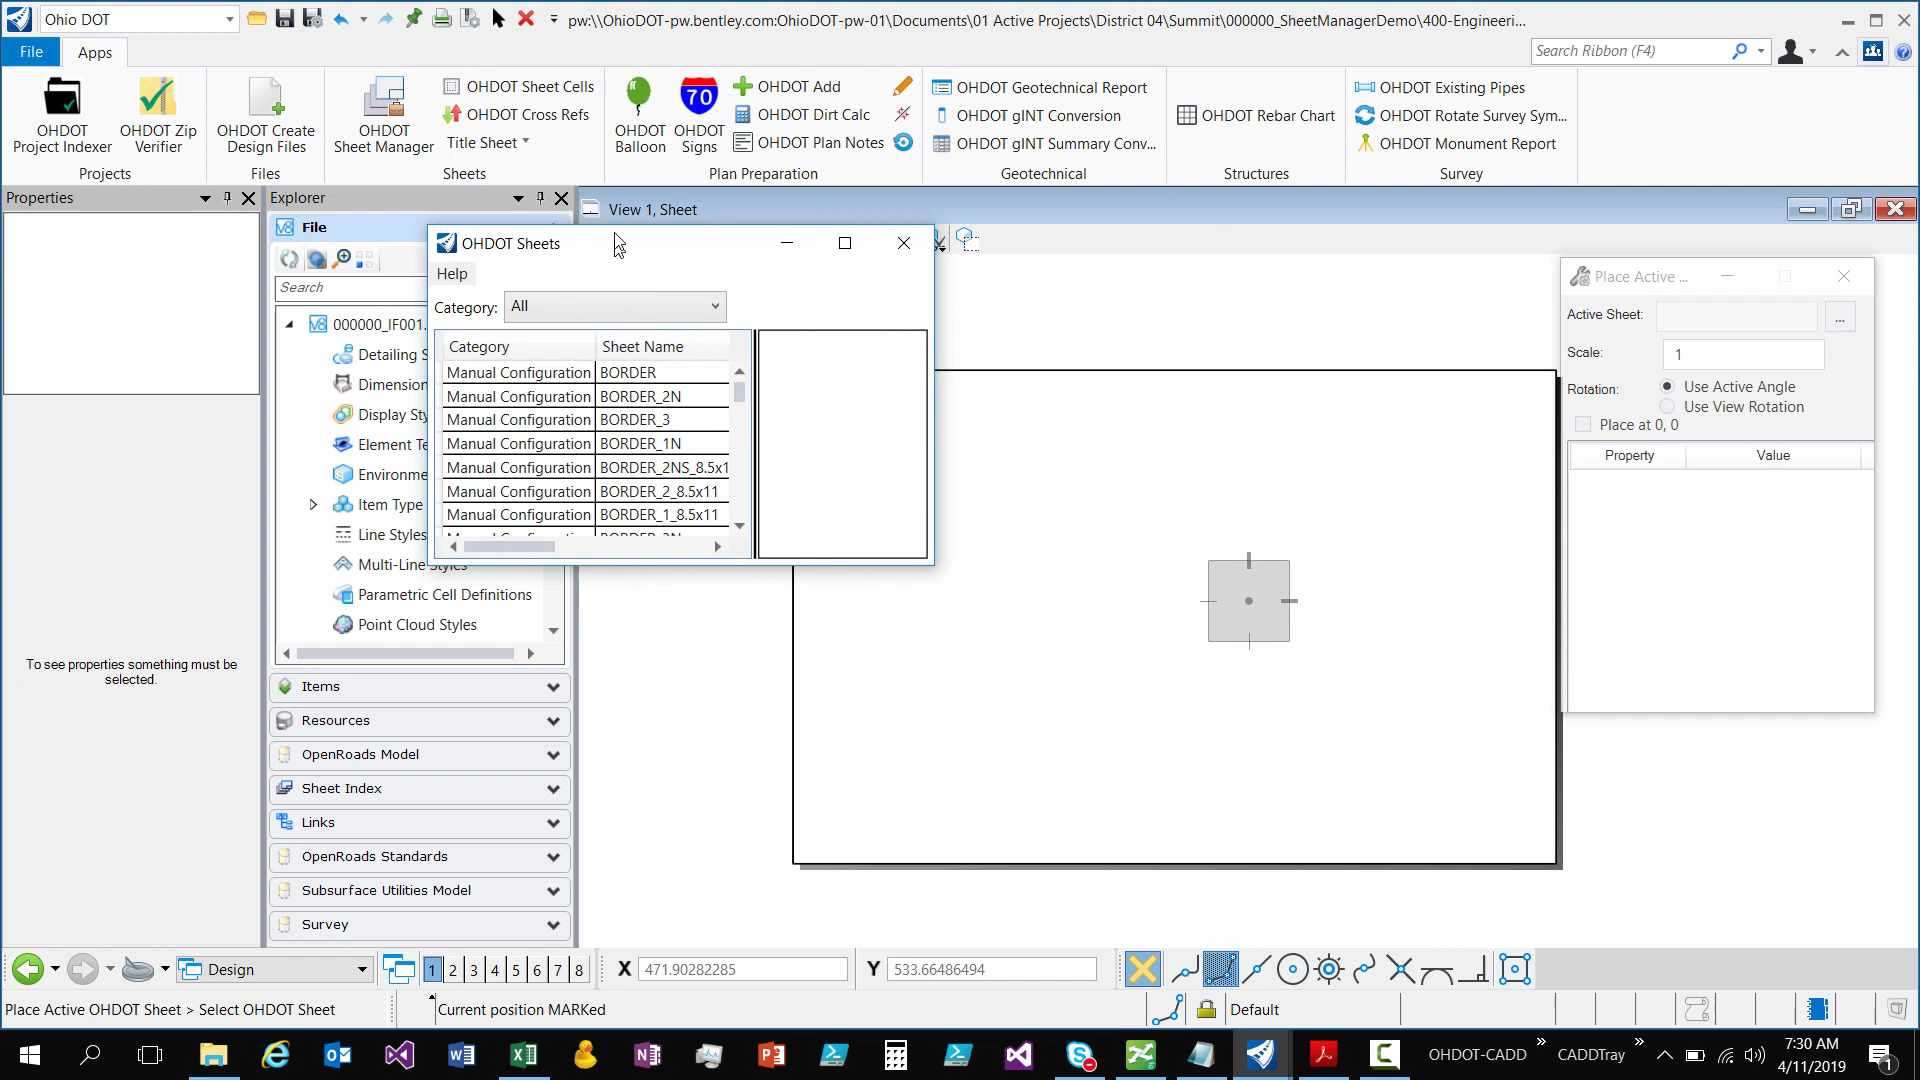 Ohio DOT
pw:\\OhioDOT-pw.bentley.com:OhioDOT-pw-01\Documents\01 Active Projects\District 04\Summit\000000_SheetManagerDemo\400-Engineeri...
File
Apps
Search Ribbon (F4)
OHDOT
Project Indexer
OHDOT Zip
Verifier
Projects
OHDOT Create
Design Files
Files
OHDOT
Sheet Manager
OHDOT Sheet Cells
OHDOT Cross Refs
Title Sheet
Sheets
OHDOT
Balloon
70
OHDOT
Signs
OHDOT Add
OHDOT Dirt Calc
OHDOT Plan Notes
Plan Preparation
OHDOT Geotechnical Report
OHDOT gINT Conversion
OHDOT gINT Summary Conv...
Geotechnical
OHDOT Rebar Chart
Structures
OHDOT Existing Pipes
OHDOT Rotate Survey Sym...
OHDOT Monument Report
Survey
Properties
To see properties something must be
selected.
Explorer
File
Search
000000_IF001.
Detailing S
Dimension
Display Sty
Element Te
Environme
Item Type
Line Styles
Multi-Line Styles
Parametric Cell Definitions
Point Cloud Styles
Items
Resources
OpenRoads Model
Sheet Index
Links
OpenRoads Standards
Subsurface Utilities Model
Survey
View 1, Sheet
OHDOT Sheets
Help
Category: All
Category Sheet Name
Manual Configuration BORDER
Manual Configuration BORDER_2N
Manual Configuration BORDER_3
Manual Configuration BORDER_1N
Manual Configuration BORDER_2NS_8.5x1
Manual Configuration BORDER_2_8.5x11
Manual Configuration BORDER_1_8.5x11
Place Active ...
Active Sheet: ...
Scale: 1
Rotation: Use Active Angle
Use View Rotation
Place at 0, 0
Property Value
Design
1 2 3 4 5 6 7 8
X 471.90282285
Y 533.66486494
Place Active OHDOT Sheet > Select OHDOT Sheet
Current position MARKed
Default
OHDOT-CADD
CADDTray
7:30 AM
4/11/2019
1